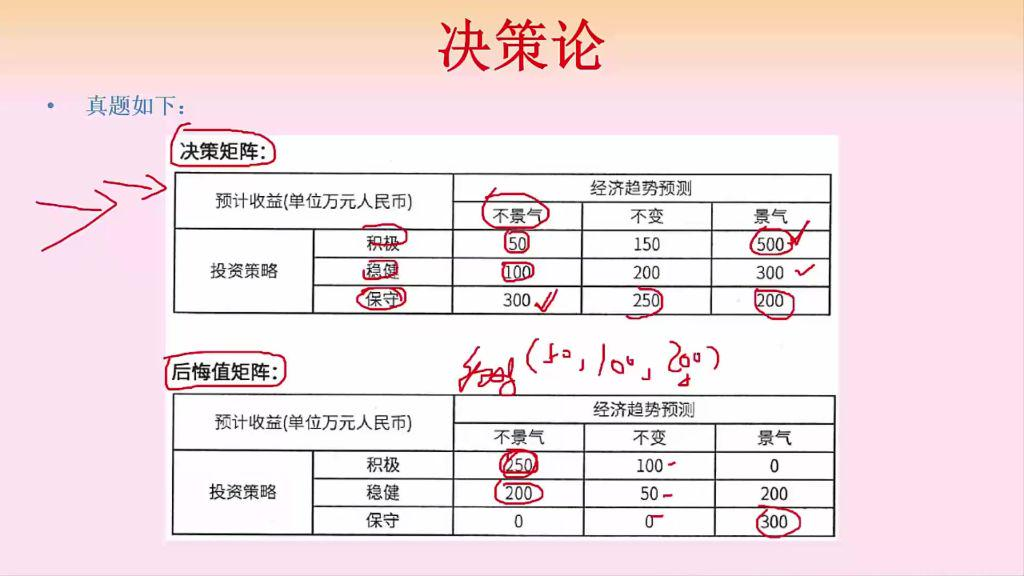 决策论
• 真题如下：
决策矩阵：
预计收益(单位万元人民币) 经济趋势预测
不景气 不变 景气
投资策略 积极 50 150 500
稳健 100 200 300
保守 300 250 200
(50, 100, 200)
后悔值矩阵：
预计收益(单位万元人民币) 经济趋势预测
不景气 不变 景气
投资策略 积极 250 100 0
稳健 200 50 200
保守 0 0 300